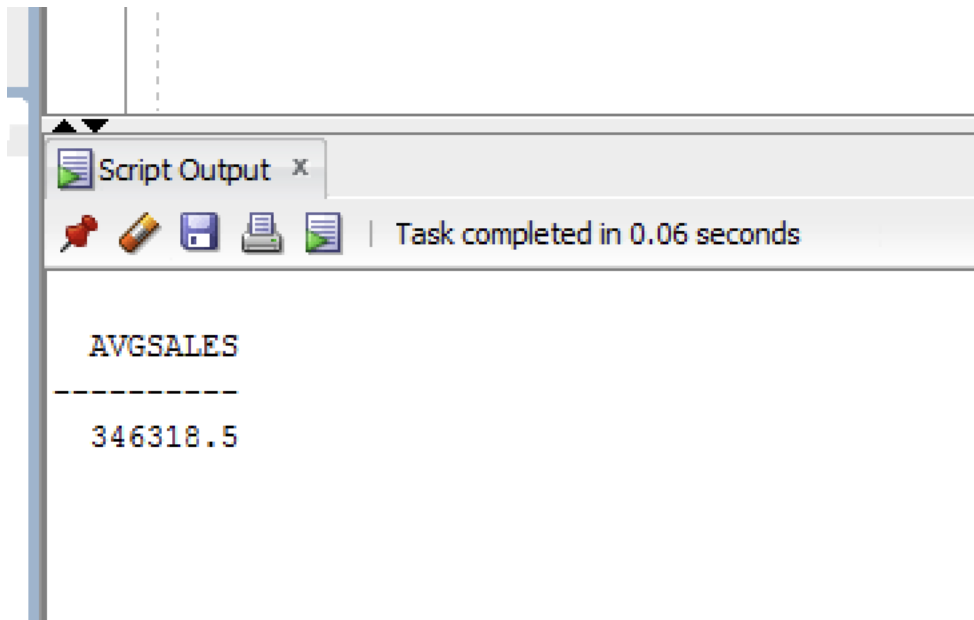 Script Output x
Task completed in 0.06 seconds
AVGSALES
----------
346318.5